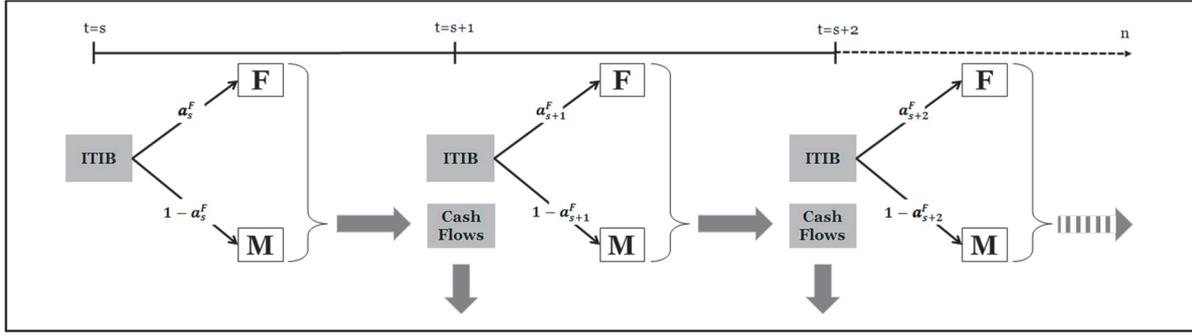 t=s
t=s+1
t=s+2
n
F
F
F
a_s^F
a_{s+1}^F
a_{s+2}^F
ITIB
ITIB
ITIB
1 − a_s^F
1 − a_{s+1}^F
1 − a_{s+2}^F
Cash
Flows
Cash
Flows
M
M
M